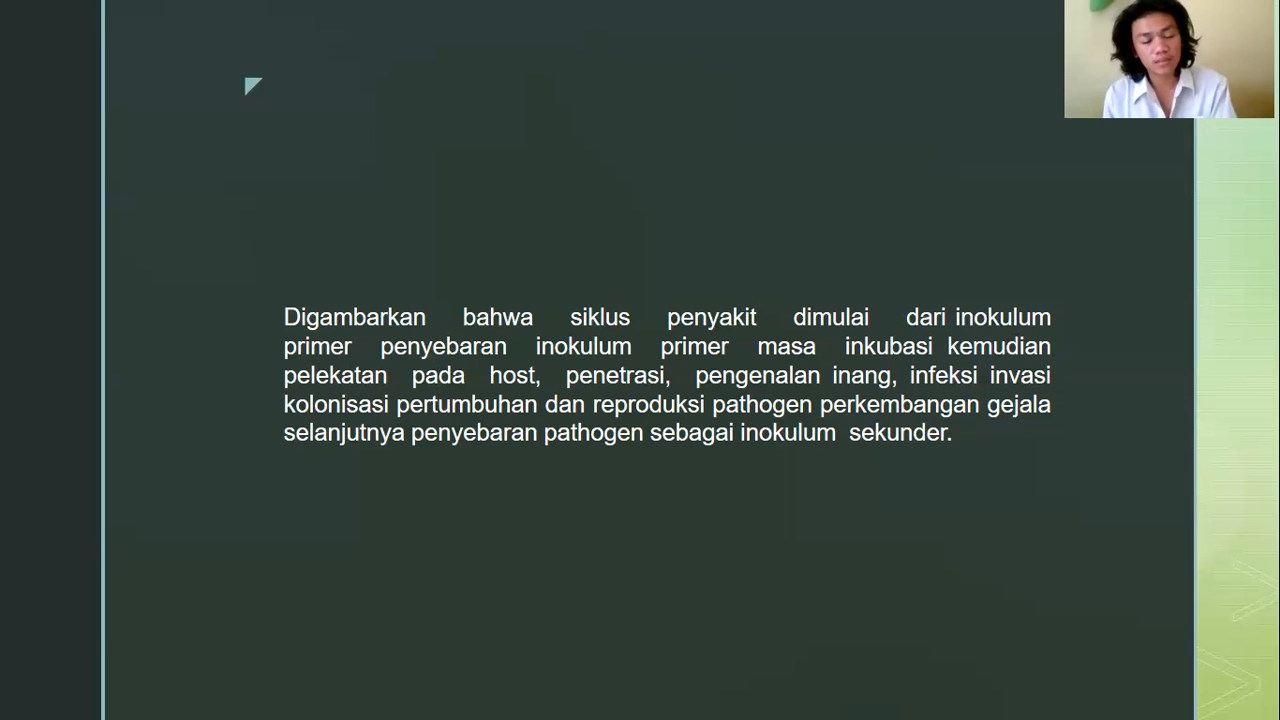 Digambarkan bahwa siklus penyakit dimulai dari inokulum
primer penyebaran inokulum primer masa inkubasi kemudian
pelekatan pada host, penetrasi, pengenalan inang, infeksi invasi
kolonisasi pertumbuhan dan reproduksi pathogen perkembangan gejala
selanjutnya penyebaran pathogen sebagai inokulum sekunder.